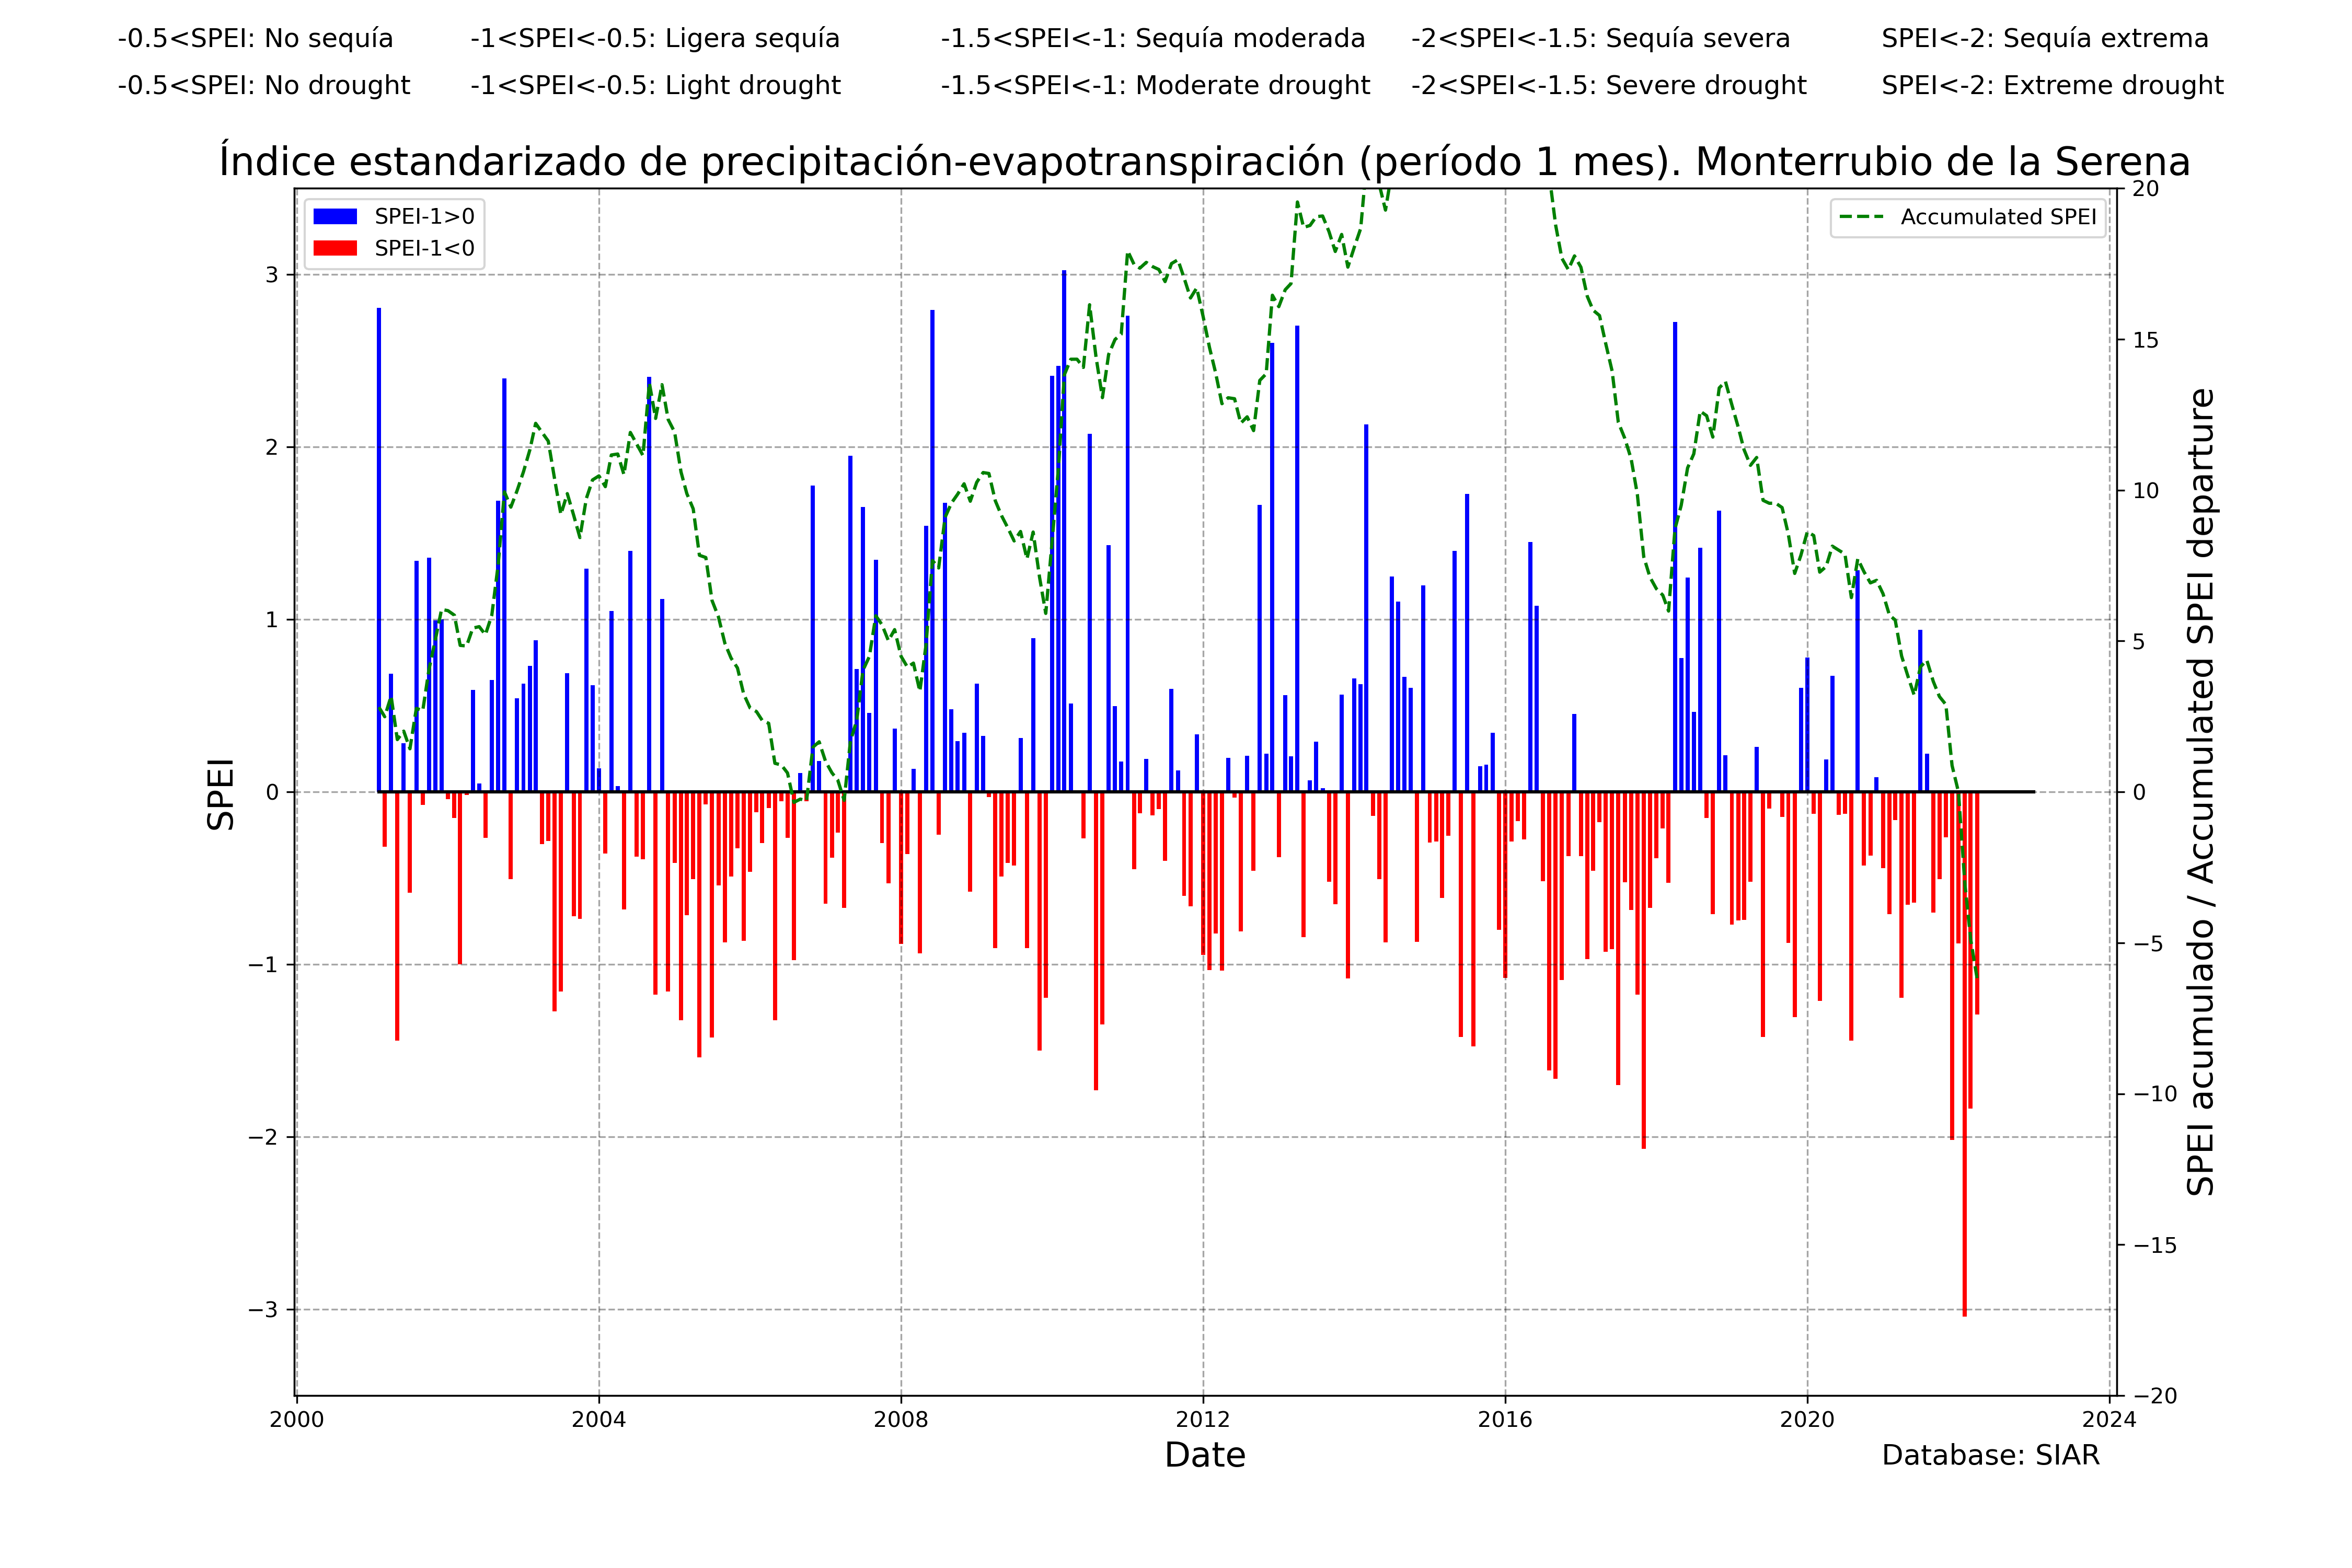 -0.5<SPEI: No sequía -1<SPEI<-0.5: Ligera sequía -1.5<SPEI<-1: Sequía moderada -2<SPEI<-1.5: Sequía severa SPEI<-2: Sequía extrema
-0.5<SPEI: No drought -1<SPEI<-0.5: Light drought -1.5<SPEI<-1: Moderate drought -2<SPEI<-1.5: Severe drought SPEI<-2: Extreme drought
Índice estandarizado de precipitación-evapotranspiración (período 1 mes). Monterrubio de la Serena
SPEI-1>0
SPEI-1<0
Accumulated SPEI
SPEI
3
2
1
0
−1
−2
−3
20
15
10
5
0
−5
−10
−15
−20
SPEI acumulado / Accumulated SPEI departure
2000 2004 2008 2012 2016 2020 2024
Date
Database: SIAR